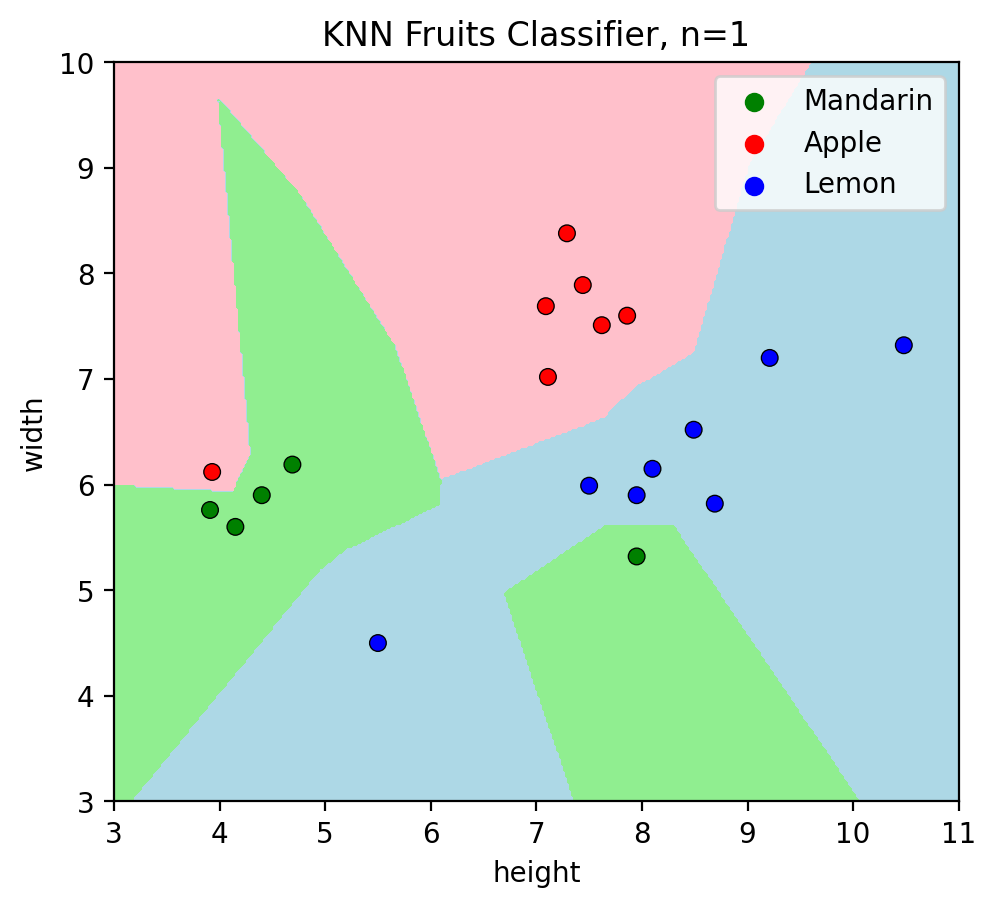 KNN Fruits Classifier, n=1
10
9
8
7
6
5
4
3
width
Mandarin
Apple
Lemon
3 4 5 6 7 8 9 10 11
height